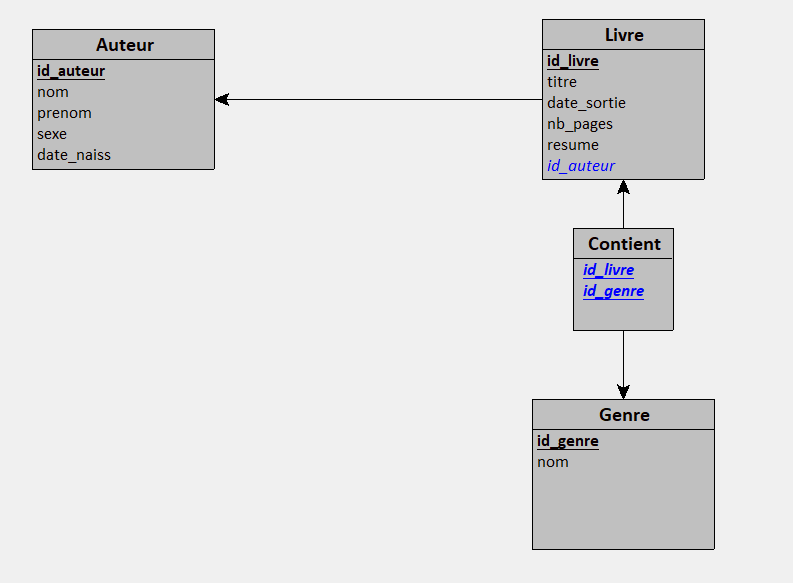 Auteur
id_auteur
nom
prenom
sexe
date_naiss
Livre
id_livre
titre
date_sortie
nb_pages
resume
id_auteur
Contient
id_livre
id_genre
Genre
id_genre
nom